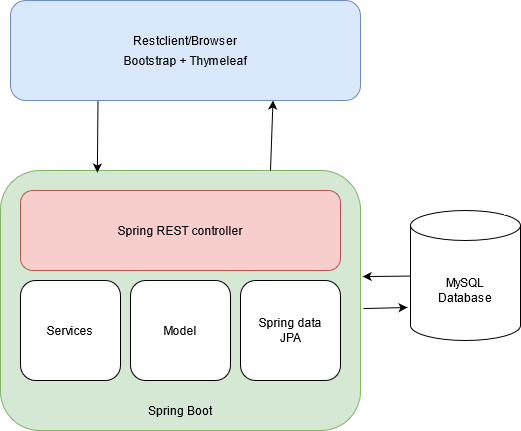 Restclient/Browser
Bootstrap + Thymeleaf
Spring REST controller
Services
Model
Spring data
JPA
Spring Boot
MySQL
Database